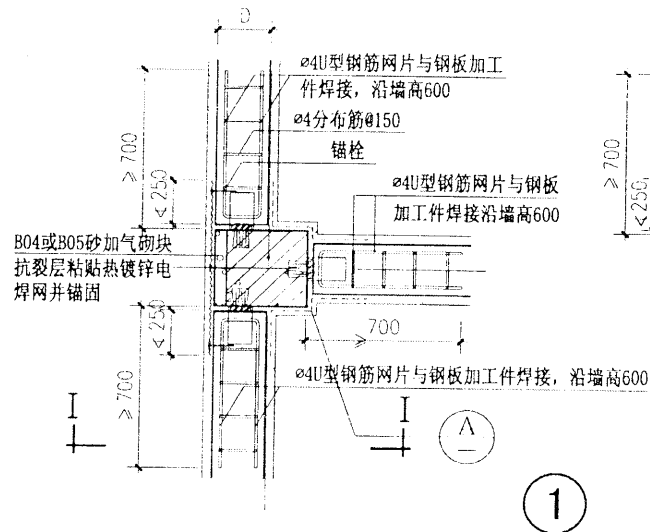 D
ø4U型钢筋网片与钢板加工
件焊接，沿墙高600
ø4分布筋@150
锚栓
≥700
≮250
ø4U型钢筋网片与钢板
加工件焊接沿墙高600
≥700
≮250
B04或B05砂加气砌块
抗裂层粘贴热镀锌电
焊网并锚固
≮250
≥700
≥700
ø4U型钢筋网片与钢板加工件焊接，沿墙高600
I
I
A
1